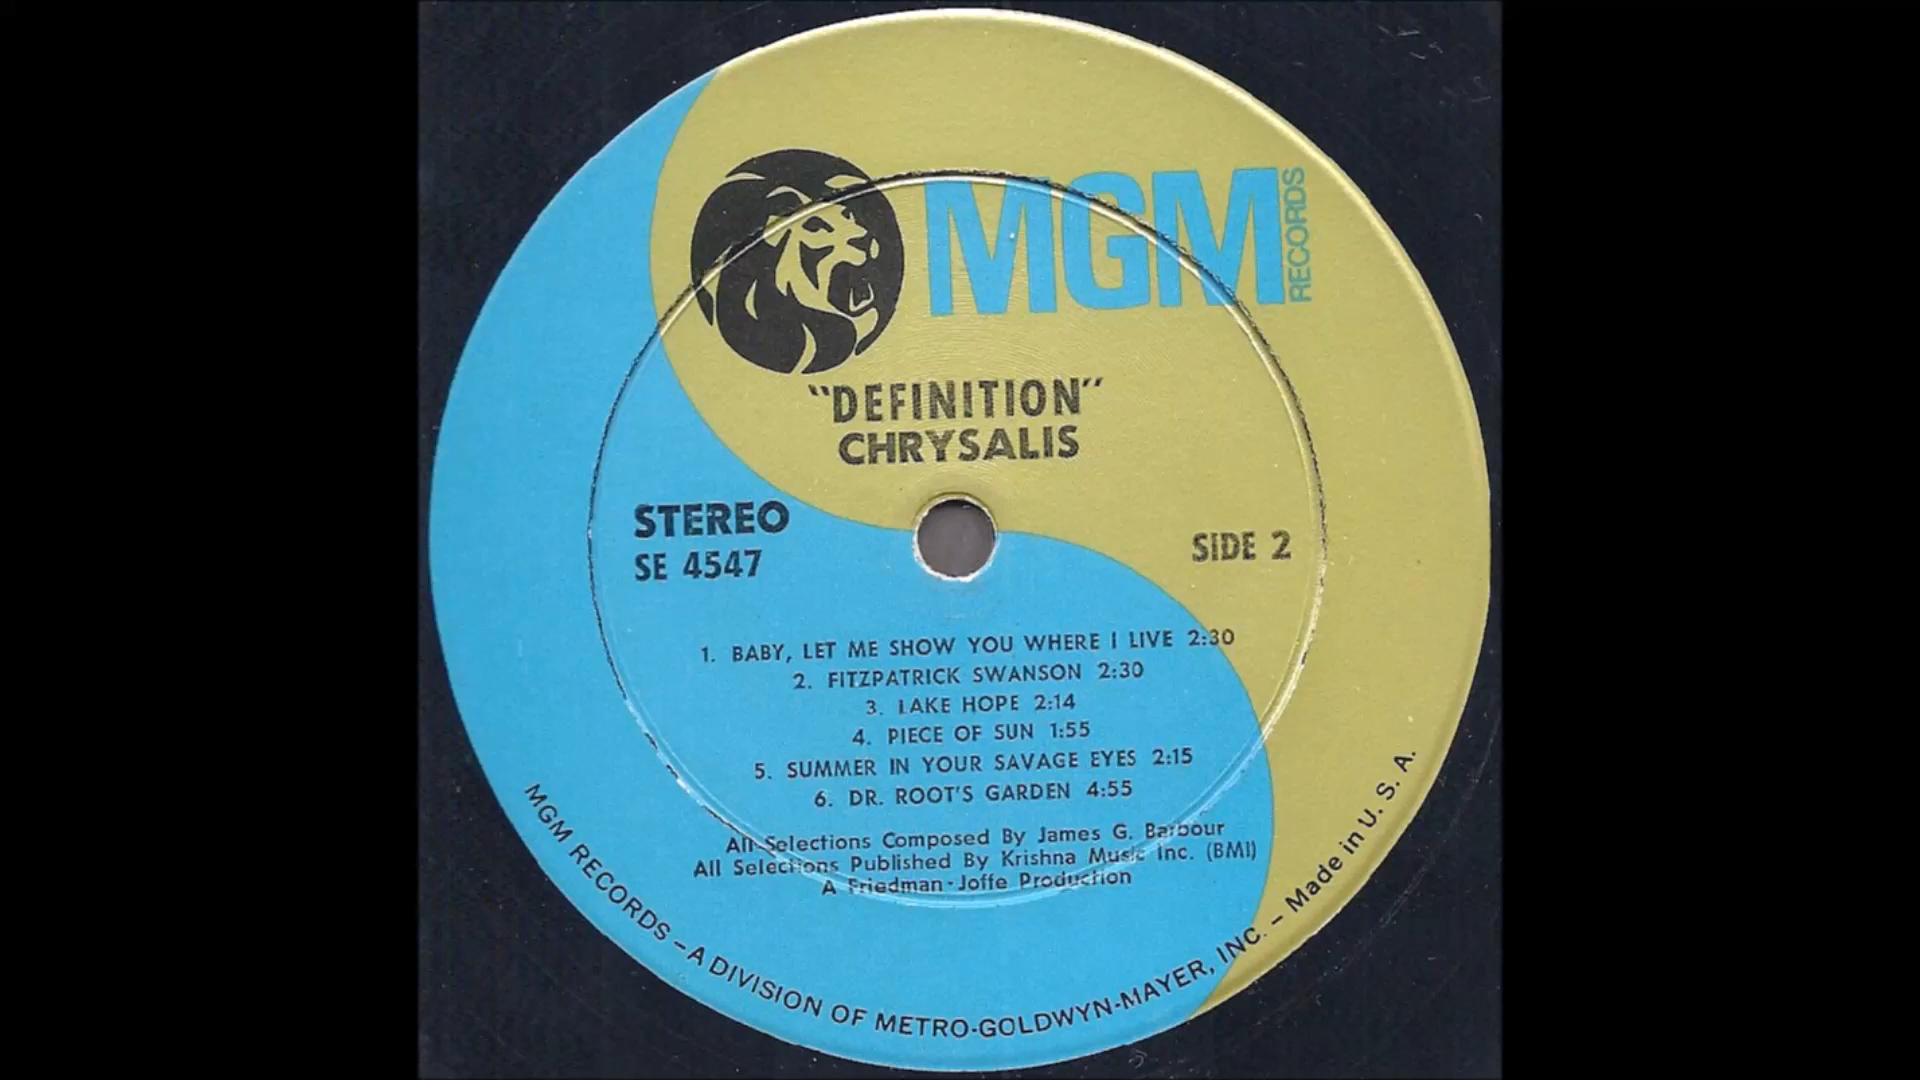 MGM RECORDS
"DEFINITION"
CHRYSALIS
STEREO
SE 4547
SIDE 2
1. BABY, LET ME SHOW YOU WHERE I LIVE 2:30
2. FITZPATRICK SWANSON 2:30
3. LAKE HOPE 2:14
4. PIECE OF SUN 1:55
5. SUMMER IN YOUR SAVAGE EYES 2:15
6. DR. ROOT'S GARDEN 4:55
All Selections Composed By James G. Barbour
All Selections Published By Krishna Music Inc. (BMI)
A Friedman - Joffe Production
MGM RECORDS – A DIVISION OF METRO-GOLDWYN-MAYER, INC. – Made in U. S. A.